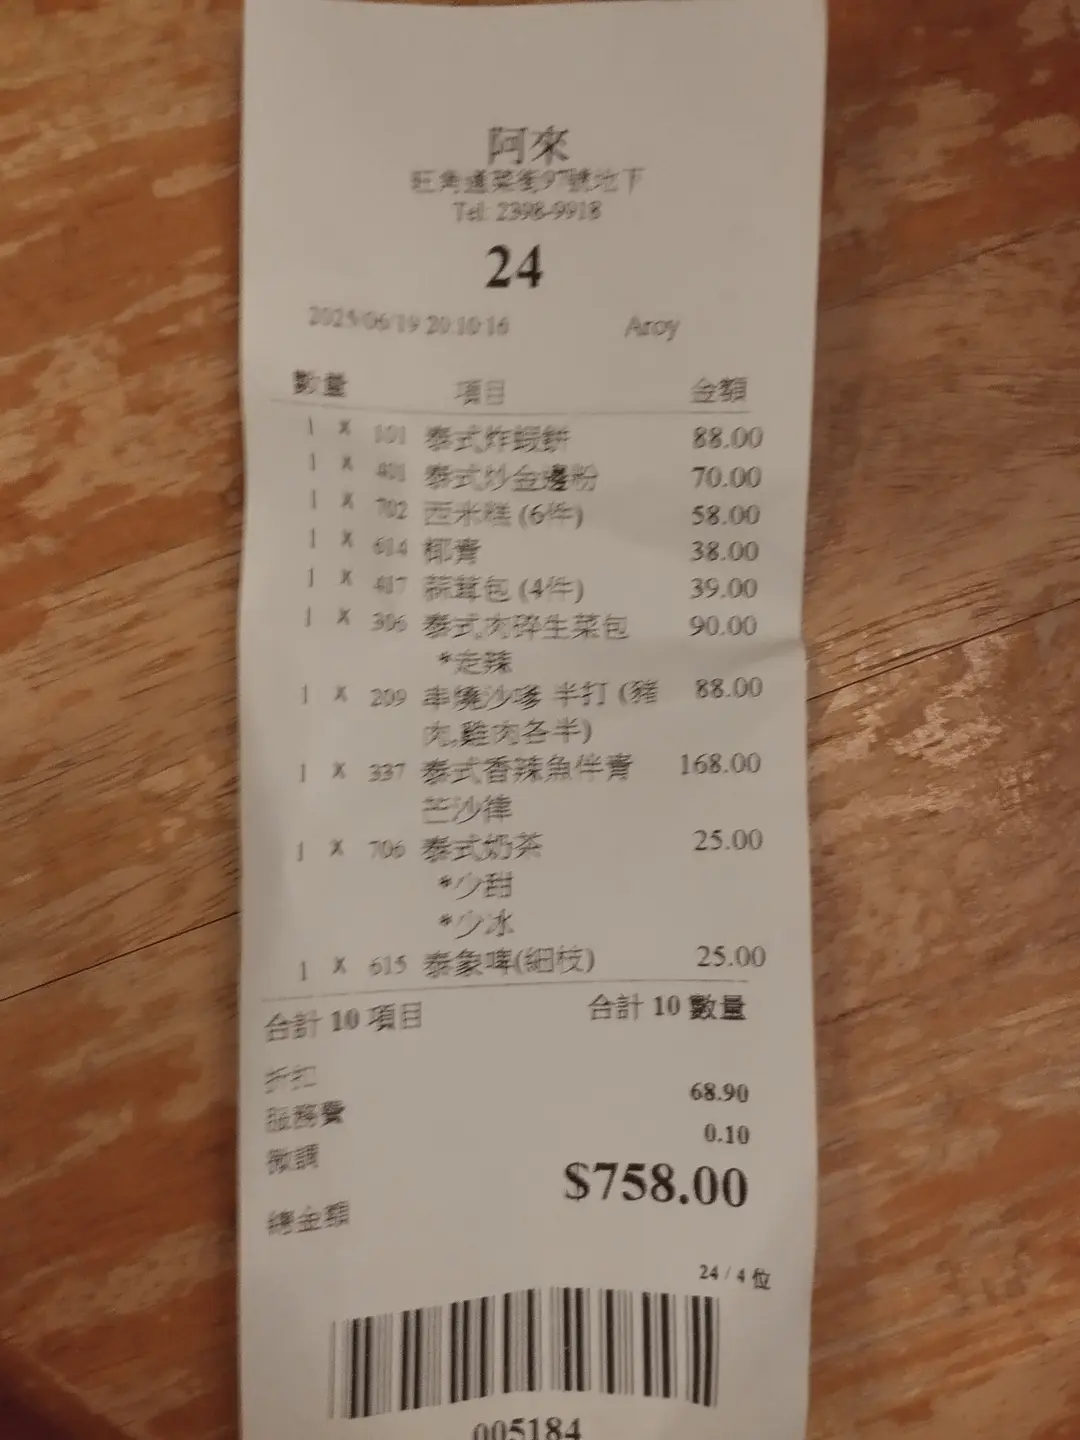 阿來
旺角通菜街97號地下
Tel: 2398-9918
24
2025/06/19 20:10:16 Aroy
數量 項目 金額
1 X 101 泰式炸蝦餅 88.00
1 X 401 泰式炒金邊粉 70.00
1 X 702 西米糕 (6件) 58.00
1 X 614 椰青 38.00
1 X 417 蒜茸包 (4件) 39.00
1 X 306 泰式肉碎生菜包 90.00
*走辣
1 X 209 串燒沙嗲 半打 (豬 88.00
肉,雞肉各半)
1 X 337 泰式香辣魚伴青 168.00
芒沙律
1 X 706 泰式奶茶 25.00
*少甜
*少冰
1 X 615 泰象啤(細枝) 25.00
合計 10 項目 合計 10 數量
折扣
服務費 68.90
微調 0.10
總金額 $758.00
24 / 4 位
005184